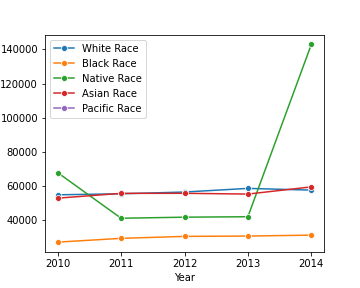 White Race
Black Race
Native Race
Asian Race
Pacific Race
140000
120000
100000
80000
60000
40000
2010 2011 2012 2013 2014
Year